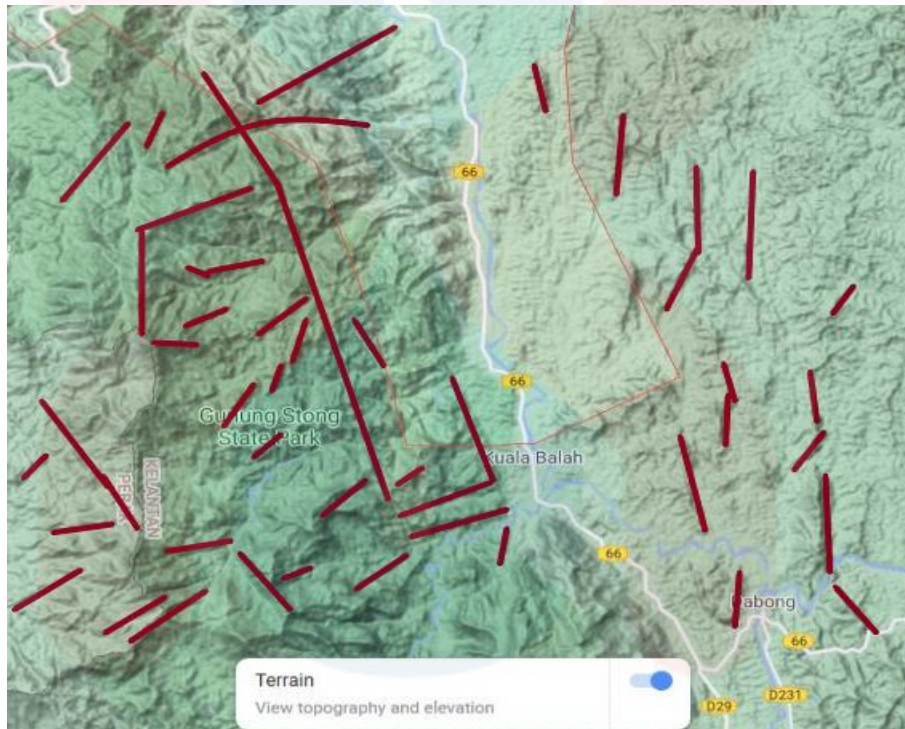 66
66
Gunung Stong
State Park
Kuala Balah
KELANTAN
PERAK
66
Dabong
66
Terrain
View topography and elevation
D29
D231